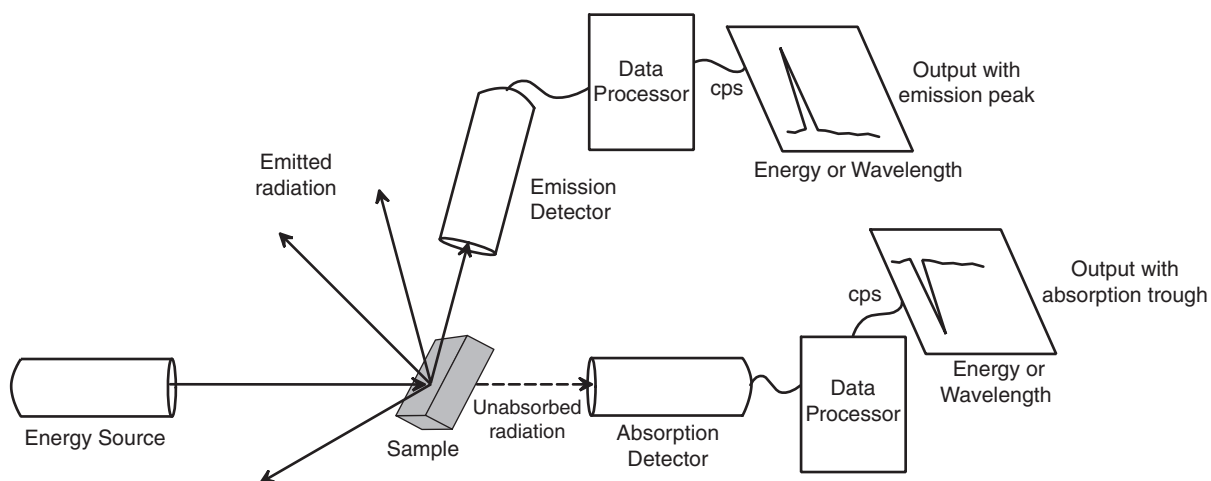 Data
Processor
cps
Output with
emission peak
Energy or Wavelength
Emitted
radiation
Emission
Detector
cps
Output with
absorption trough
Energy or
Wavelength
Energy Source
Sample
Unabsorbed
radiation
Absorption
Detector
Data
Processor